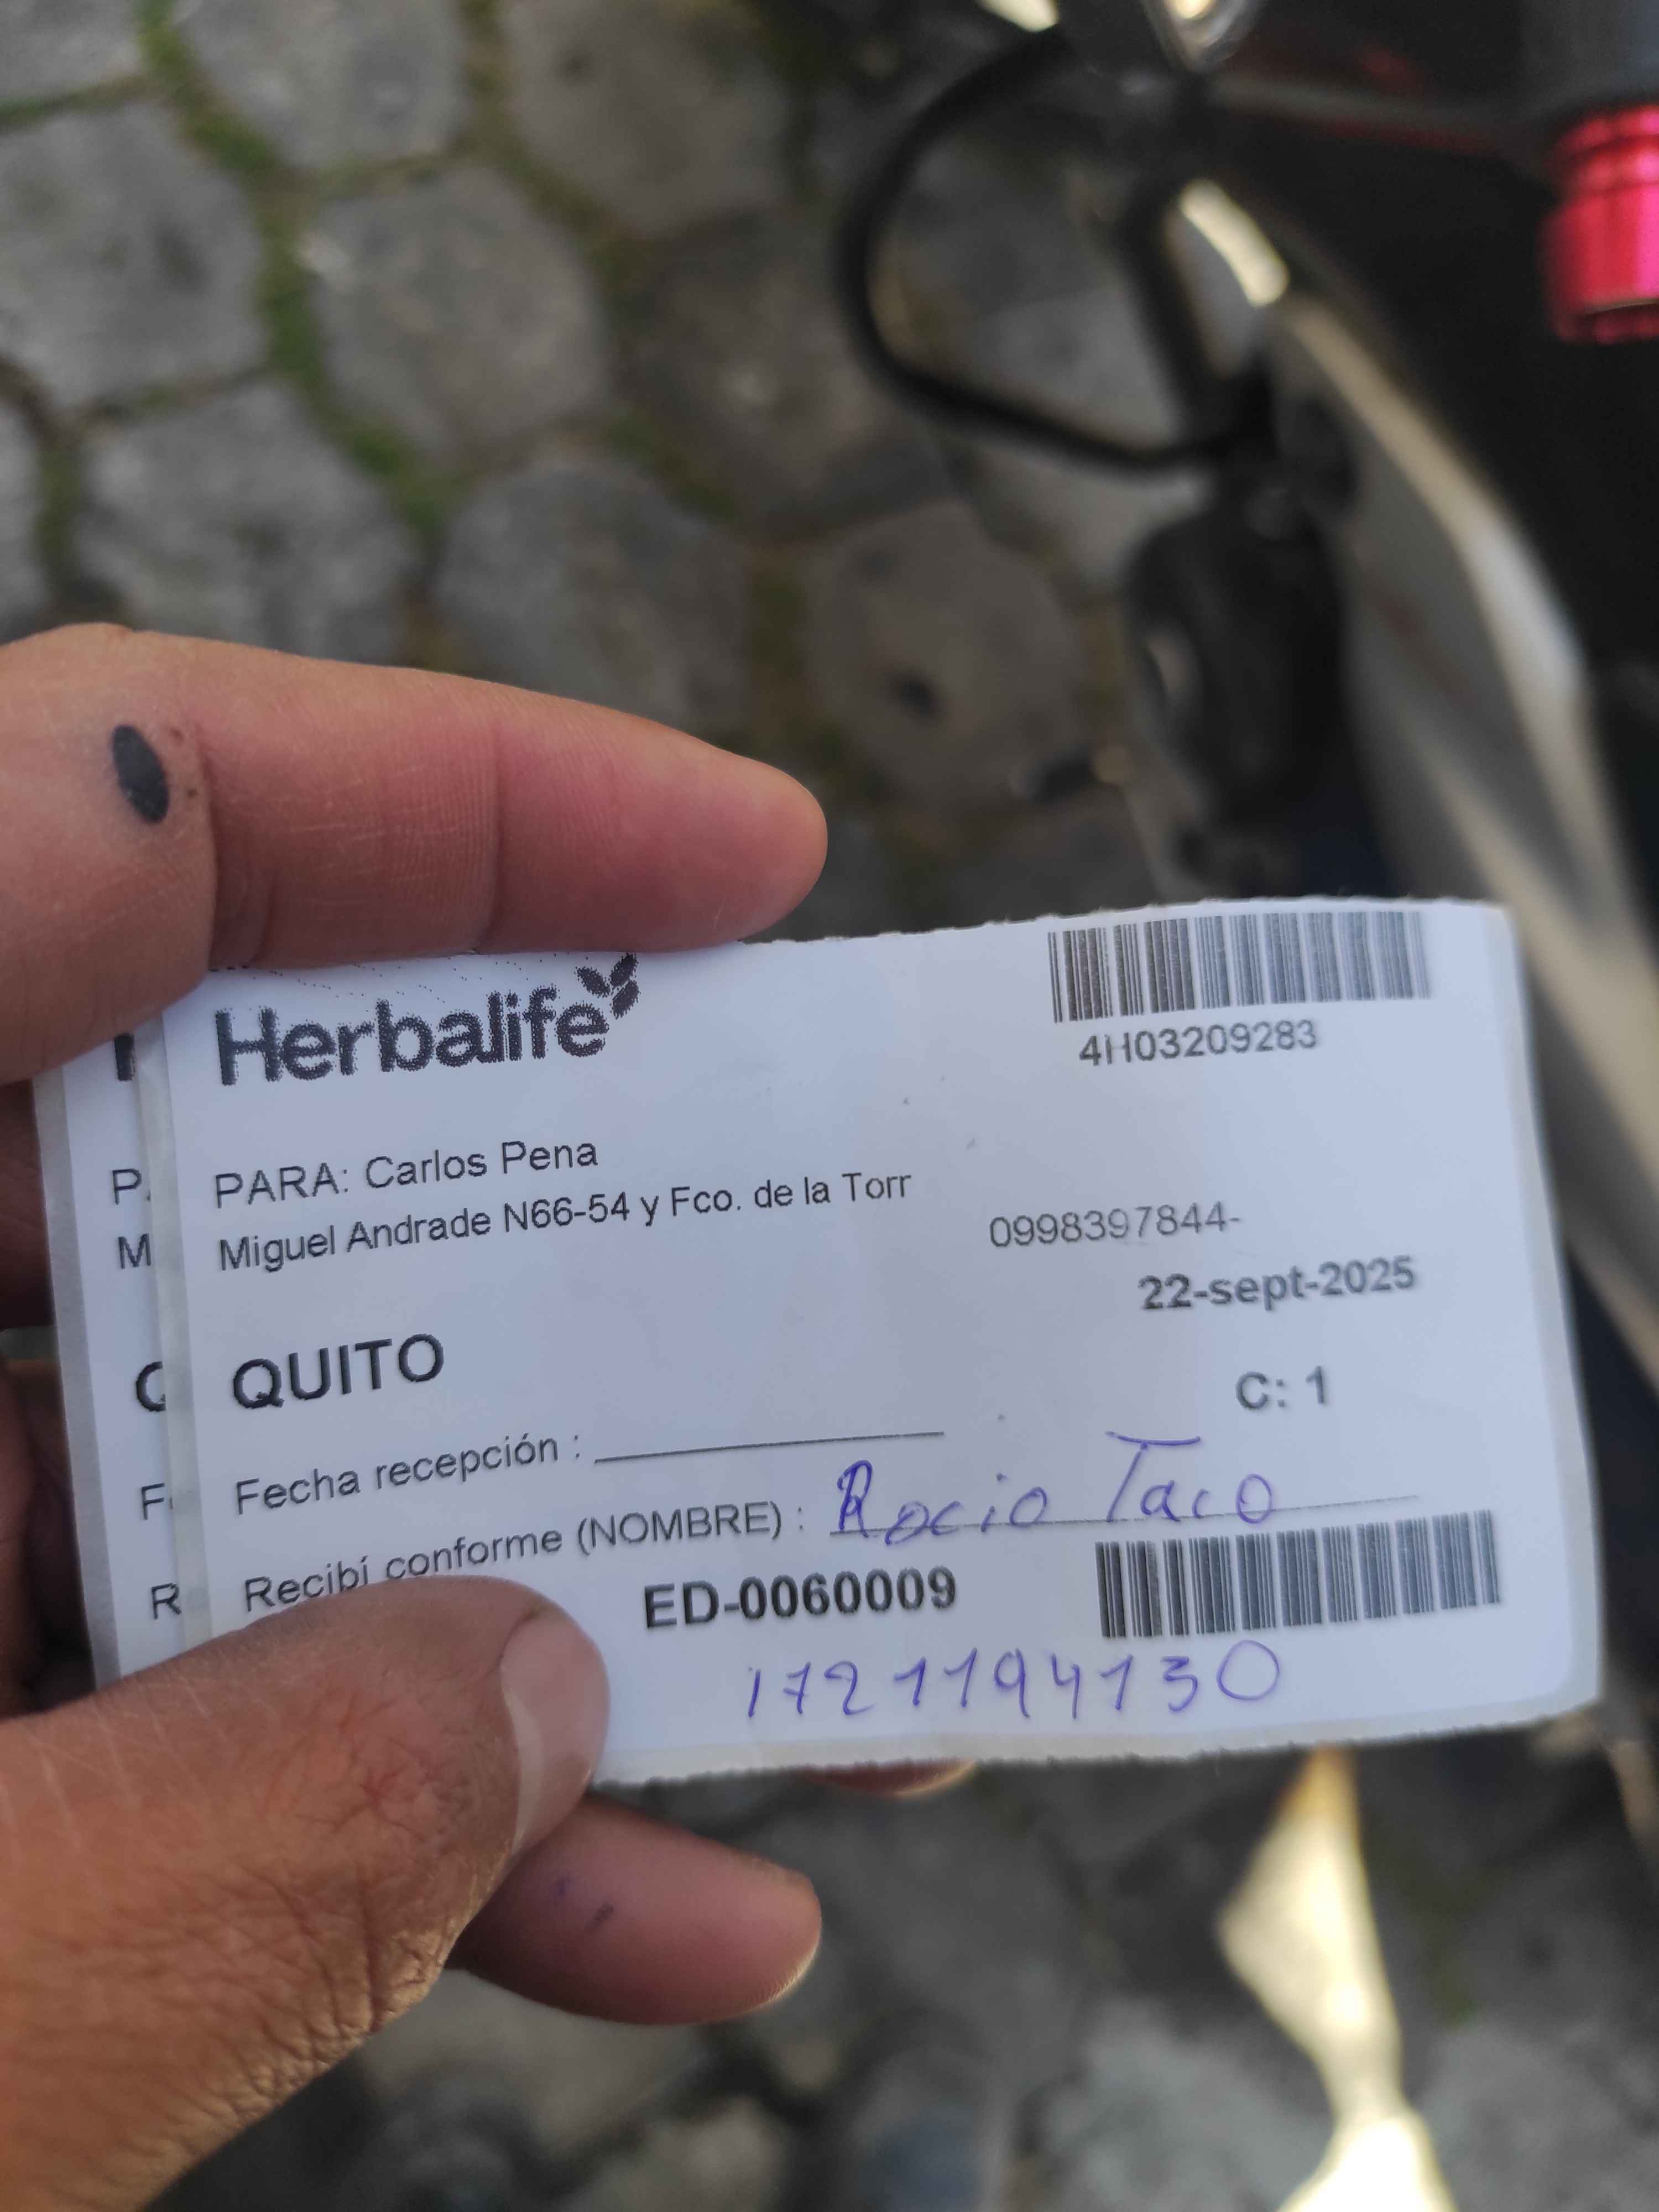 Herbalife
4H03209283
PARA: Carlos Pena
Miguel Andrade N66-54 y Fco. de la Torr
0998397844-
22-sept-2025
QUITO
C: 1
Fecha recepción :
Recibí conforme (NOMBRE) : Rocio Taco
ED-0060009
1721194130
P
M
F
R